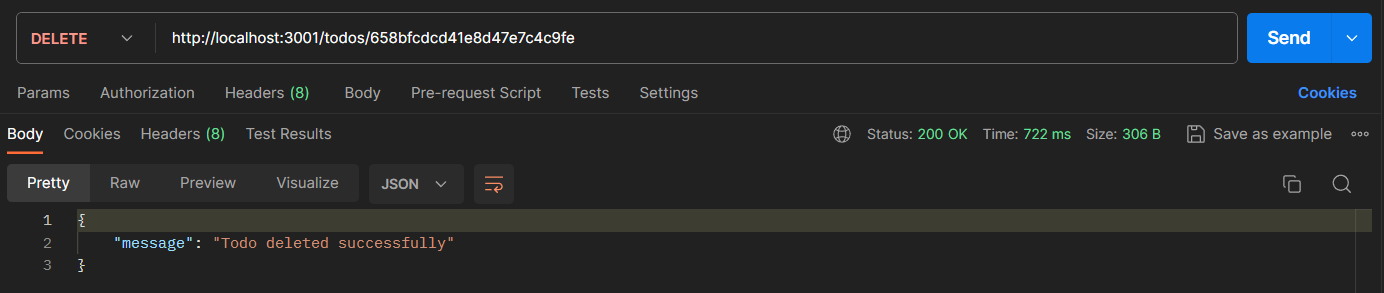 DELETE http://localhost:3001/todos/658bfcdcd41e8d47e7c4c9fe Send
Params Authorization Headers (8) Body Pre-request Script Tests Settings Cookies
Body Cookies Headers (8) Test Results Status: 200 OK Time: 722 ms Size: 306 B Save as example
Pretty Raw Preview Visualize JSON
1 {
2 "message": "Todo deleted successfully"
3 }